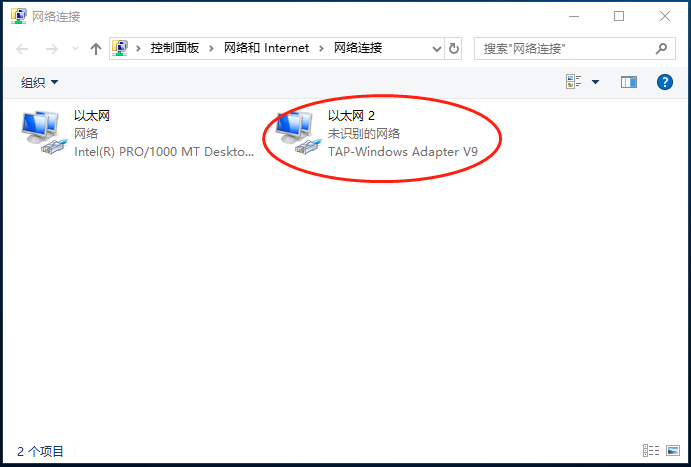 网络连接
控制面板 网络和 Internet 网络连接
搜索"网络连接"
组织
以太网
网络
Intel(R) PRO/1000 MT Deskto...
以太网 2
未识别的网络
TAP-Windows Adapter V9
2 个项目